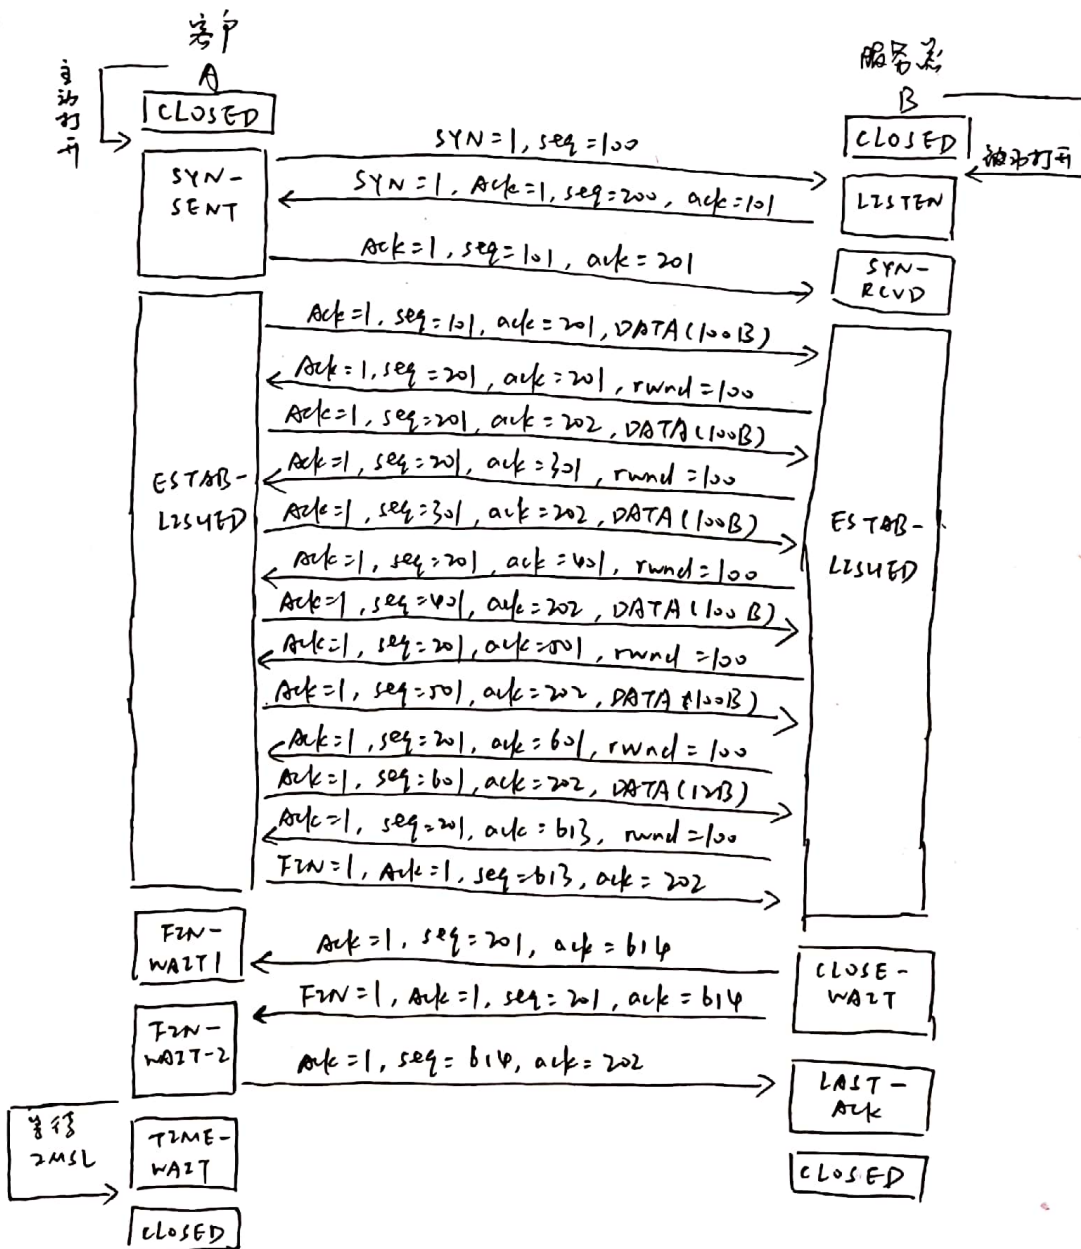 客户
A
主动打开
CLOSED
服务器
B
CLOSED
被动打开
SYN=1, seq=100
SYN-
SENT
SYN=1, Ack=1, seq=200, ack=101
LISTEN
Ack=1, seq=101, ack=201
SYN-
RCVD
Ack=1, seq=101, ack=201, DATA(100B)
Ack=1, seq=201, ack=201, rwnd=100
Ack=1, seq=201, ack=202, DATA(100B)
Ack=1, seq=201, ack=301, rwnd=100
ESTAB-
LISHED
Ack=1, seq=301, ack=202, DATA(100B)
ESTAB-
LISHED
Ack=1, seq=201, ack=401, rwnd=100
Ack=1, seq=401, ack=202, DATA(100B)
Ack=1, seq=201, ack=501, rwnd=100
Ack=1, seq=501, ack=202, DATA(100B)
Ack=1, seq=201, ack=601, rwnd=100
Ack=1, seq=601, ack=202, DATA(12B)
Ack=1, seq=201, ack=613, rwnd=100
FIN=1, Ack=1, seq=613, ack=202
FIN-
WAIT1
Ack=1, seq=201, ack=614
CLOSE-
WAIT
FIN=1, Ack=1, seq=201, ack=614
FIN-
WAIT-2
Ack=1, seq=614, ack=202
LAST-
ACK
等待
2MSL
TIME-
WAIT
CLOSED
CLOSED